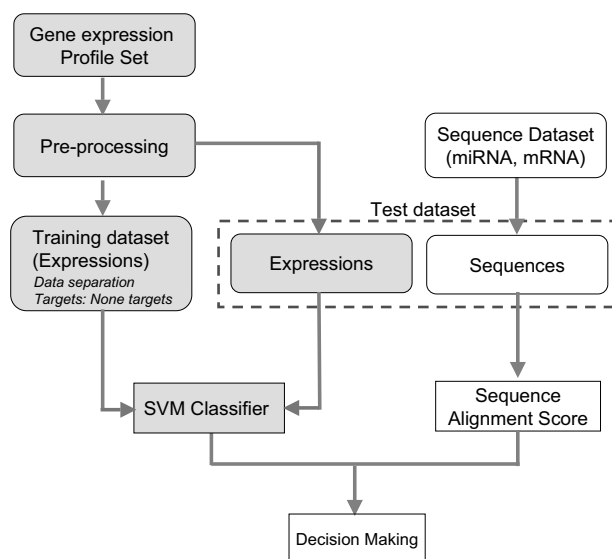 Gene expression
Profile Set
Pre-processing
Sequence Dataset
(miRNA, mRNA)
Test dataset
Training dataset
(Expressions)
Data separation
Targets: None targets
Expressions
Sequences
SVM Classifier
Sequence
Alignment Score
Decision Making